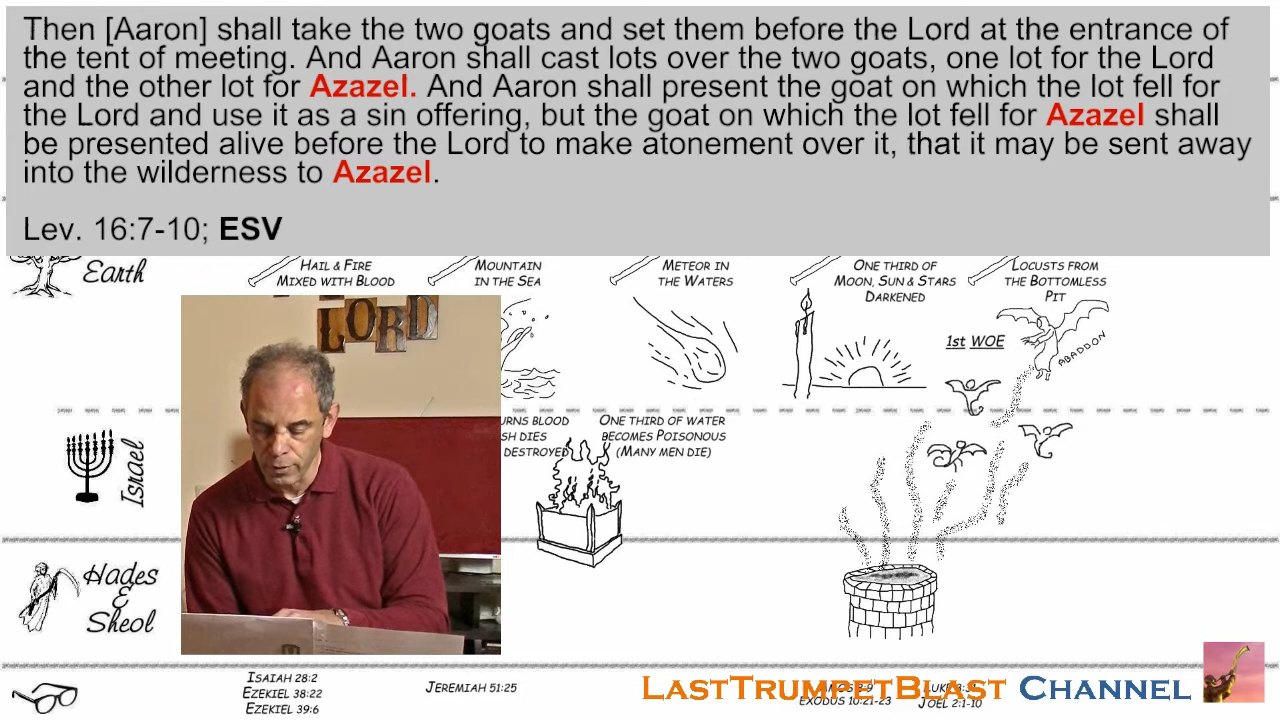 Then [Aaron] shall take the two goats and set them before the Lord at the entrance of
the tent of meeting. And Aaron shall cast lots over the two goats, one lot for the Lord
and the other lot for Azazel. And Aaron shall present the goat on which the lot fell for
the Lord and use it as a sin offering, but the goat on which the lot fell for Azazel shall
be presented alive before the Lord to make atonement over it, that it may be sent away
into the wilderness to Azazel.
Lev. 16:7-10; ESV
Earth
HAIL & FIRE
MIXED WITH BLOOD
MOUNTAIN
IN THE SEA
METEOR IN
THE WATERS
ONE THIRD OF
MOON, SUN & STARS
DARKENED
LOCUSTS FROM
THE BOTTOMLESS
PIT
LORD
1st WOE
ABADDON
Israel
BLOOD
DIES
DESTROYED
ONE THIRD OF WATER
BECOMES POISONOUS
(MANY MEN DIE)
Hades
&
Sheol
ISAIAH 28:2
EZEKIEL 38:22
EZEKIEL 39:6
JEREMIAH 51:25
EXODUS 10:21-23
JOEL 2:1-10
LASTTRUMPETBLAST CHANNEL